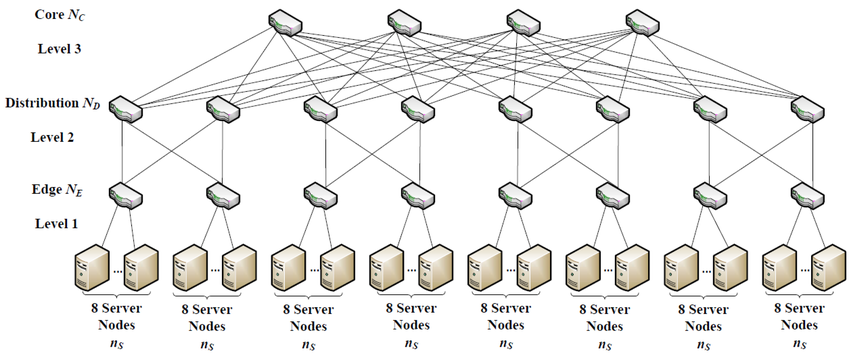 Core N_C
Level 3
Distribution N_D
Level 2
Edge N_E
Level 1
... ... ... ... ... ... ... ...
8 Server 8 Server 8 Server 8 Server 8 Server 8 Server 8 Server 8 Server
Nodes Nodes Nodes Nodes Nodes Nodes Nodes Nodes
n_S n_S n_S n_S n_S n_S n_S n_S